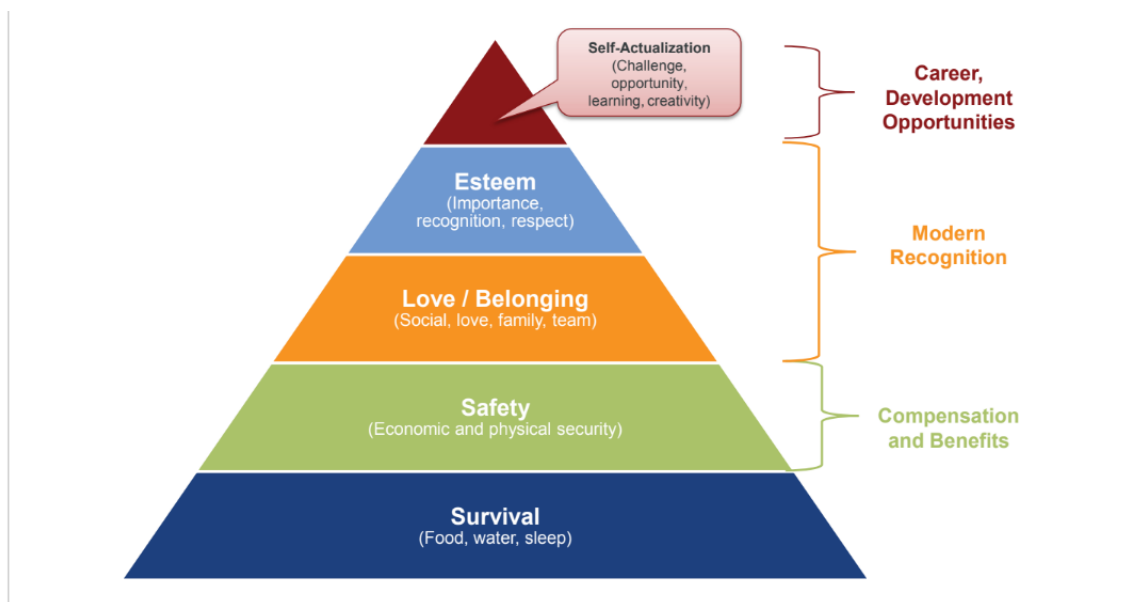 Self-Actualization
(Challenge,
opportunity,
learning, creativity)
Career,
Development
Opportunities
Esteem
(Importance,
recognition, respect)
Modern
Recognition
Love / Belonging
(Social, love, family, team)
Safety
(Economic and physical security)
Compensation
and Benefits
Survival
(Food, water, sleep)